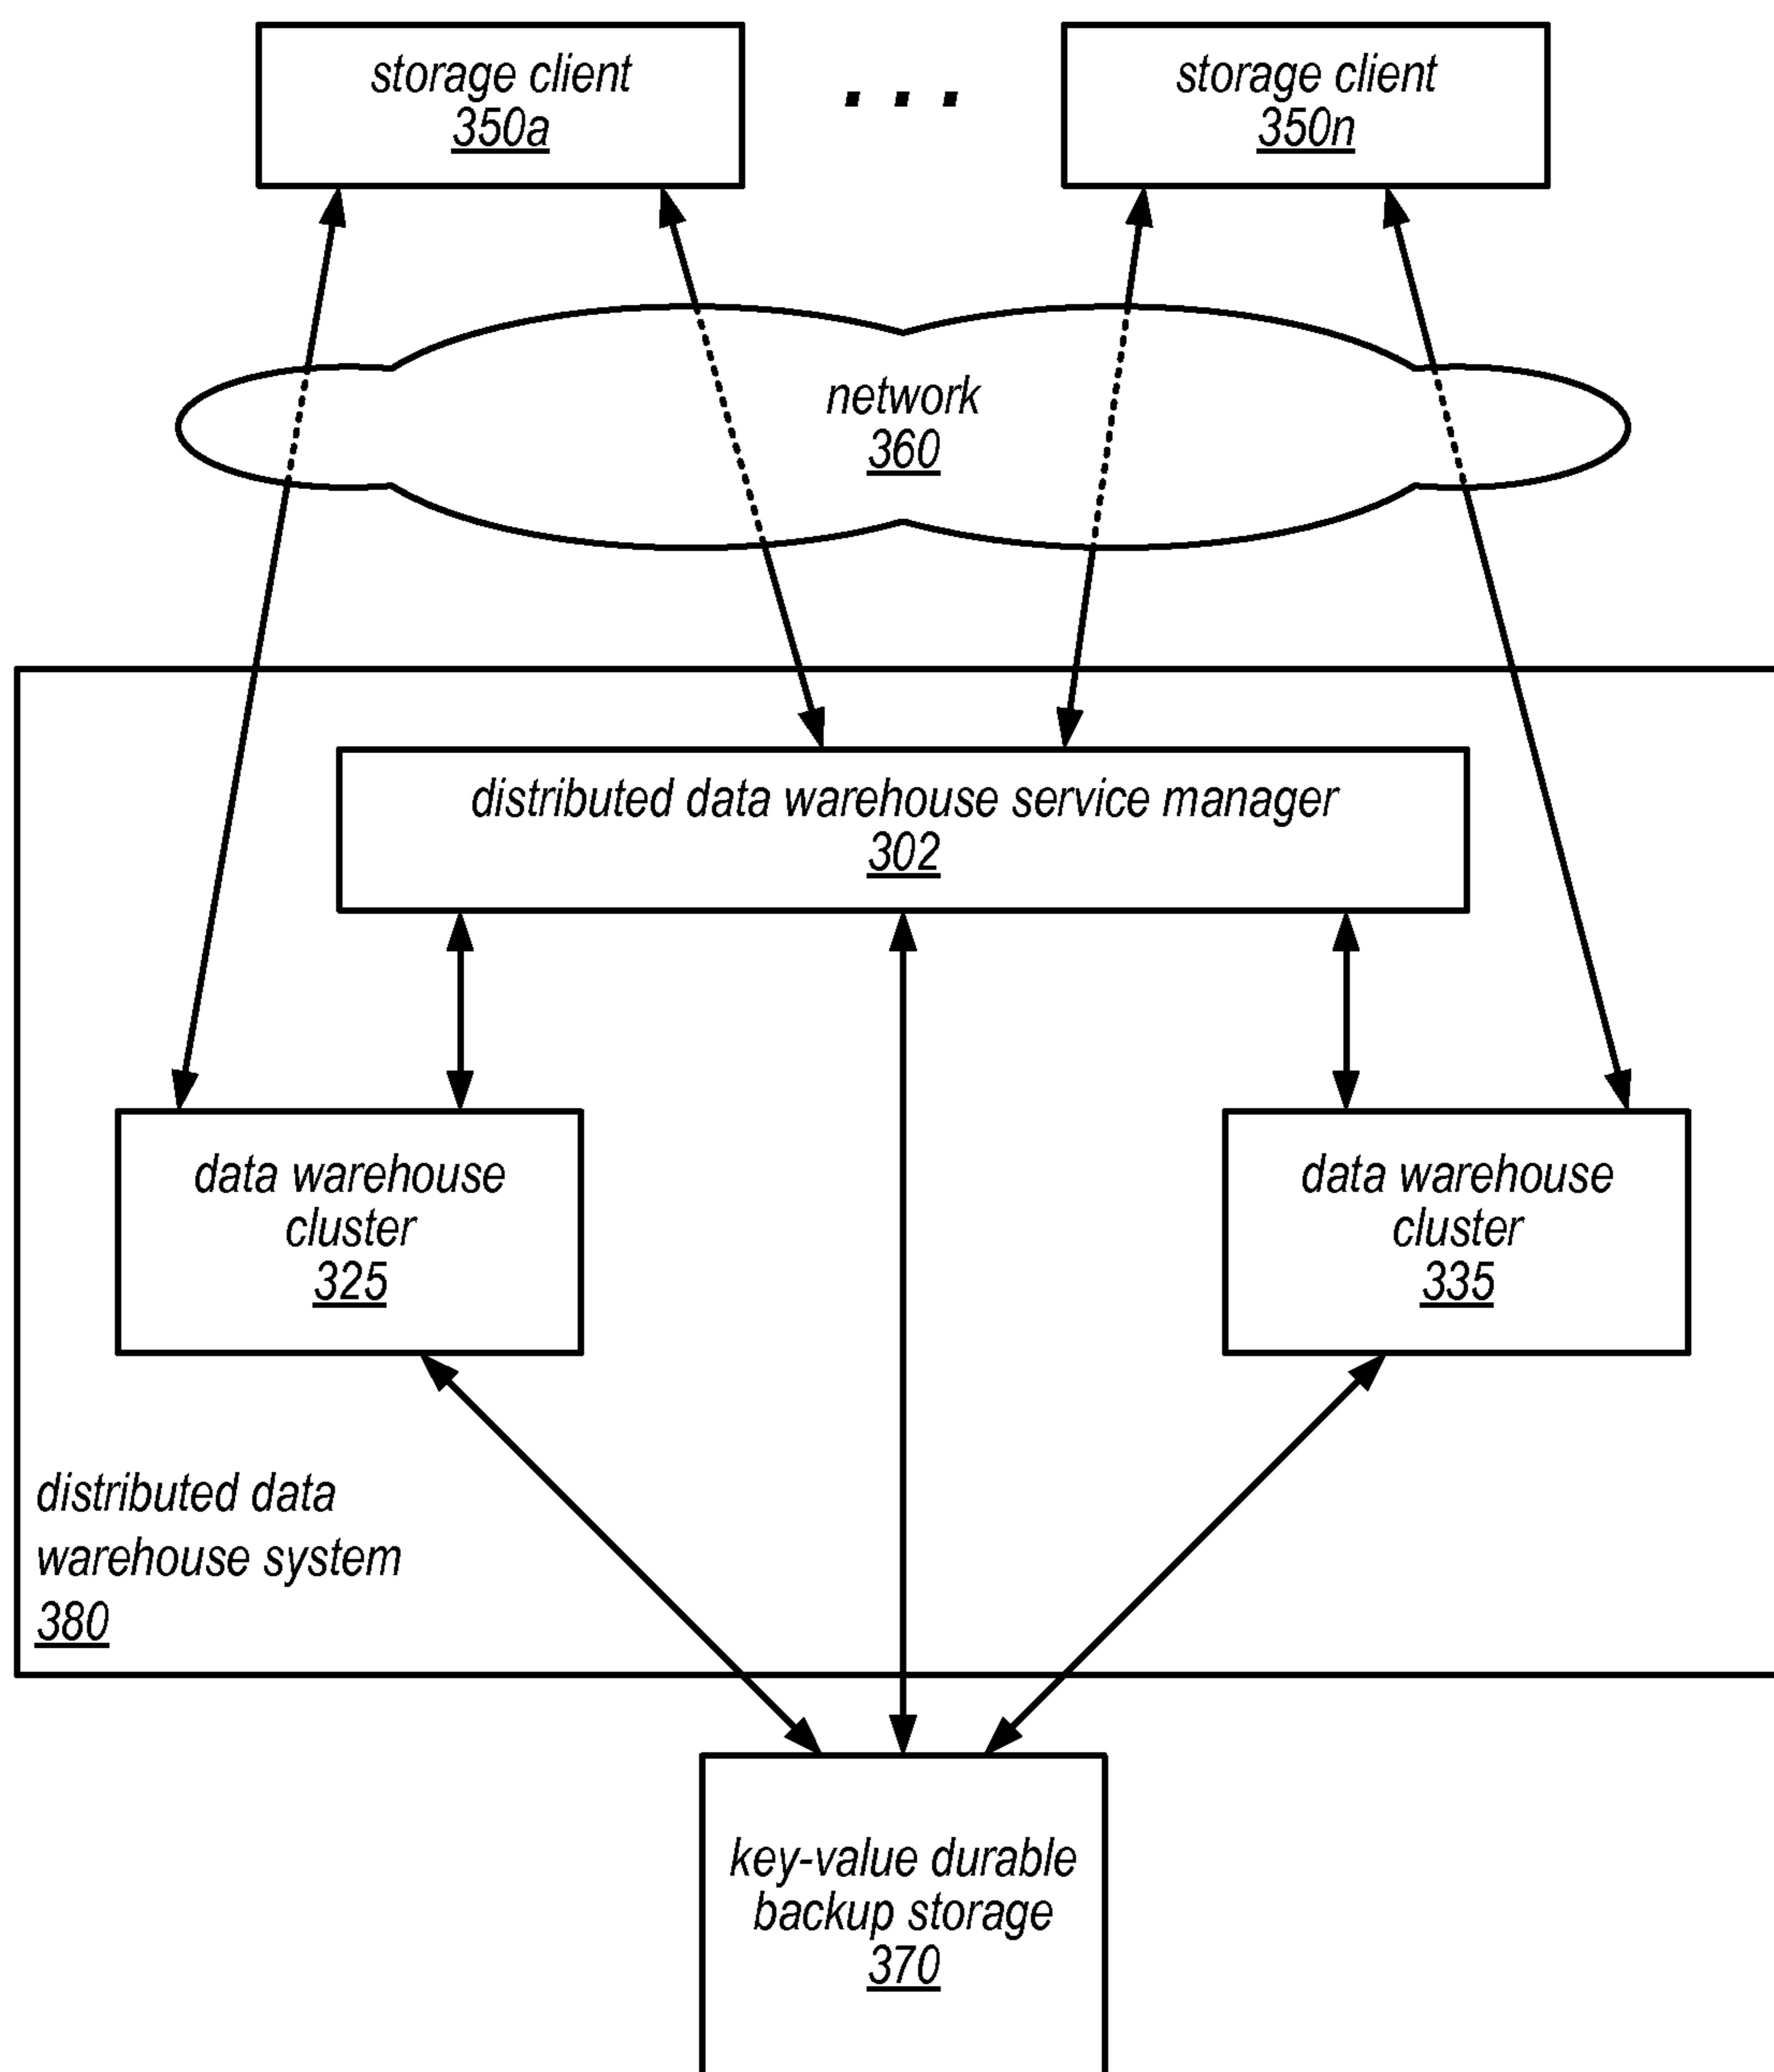 storage client
350a
. . .
storage client
350n
network
360
distributed data warehouse service manager
302
data warehouse
cluster
325
data warehouse
cluster
335
distributed data
warehouse system
380
key-value durable
backup storage
370